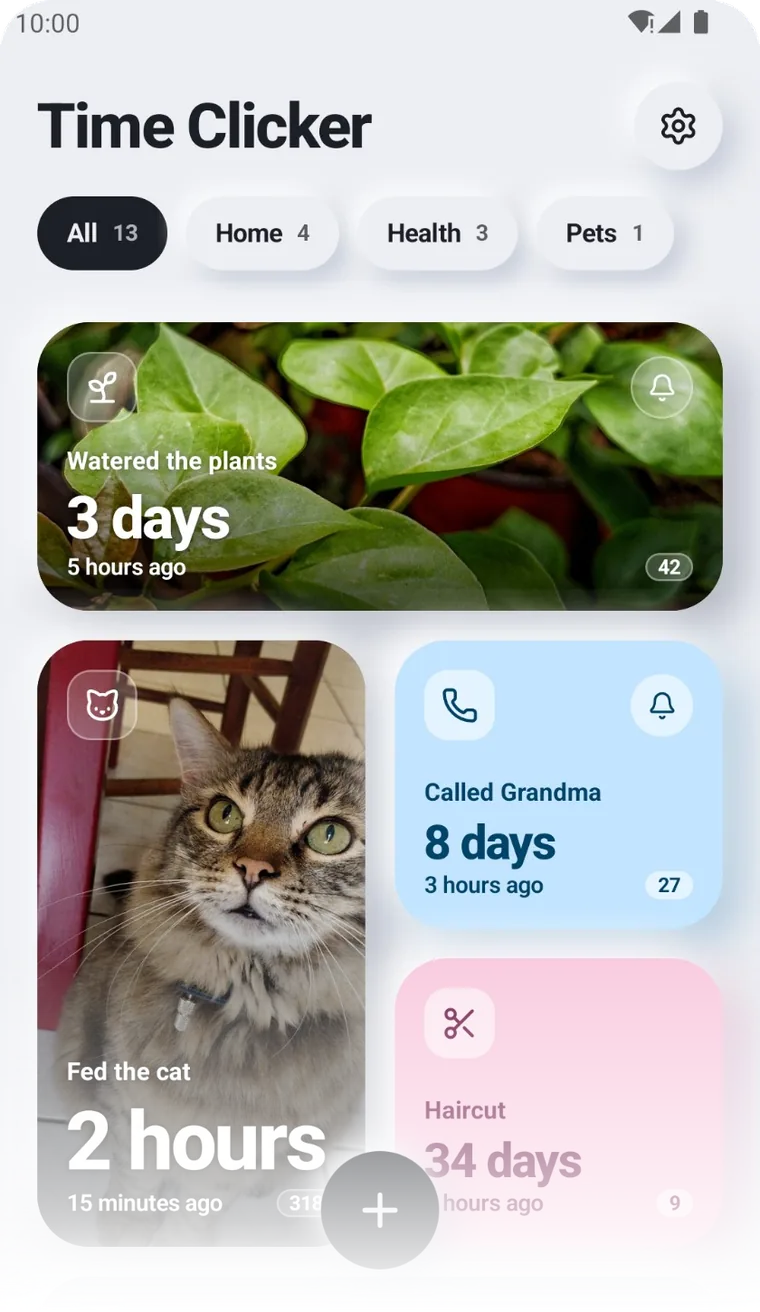 10:00
Time Clicker
All 13
Home 4
Health 3
Pets 1
Watered the plants
3 days
5 hours ago
42
Fed the cat
2 hours
15 minutes ago
318
Called Grandma
8 days
3 hours ago
27
Haircut
34 days
hours ago
9